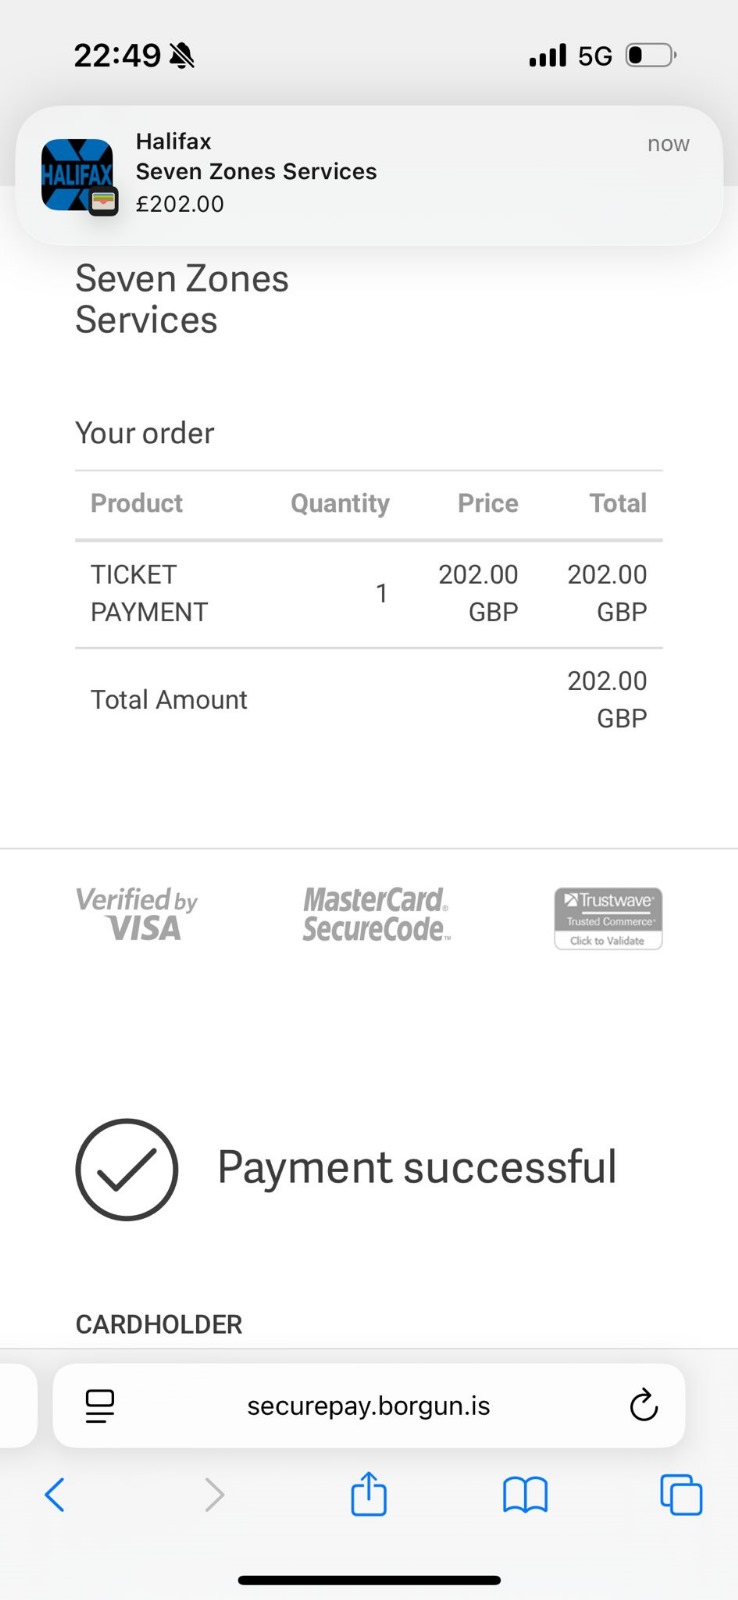 22:49
5G
Halifax
now
HALIFAX
Seven Zones Services
£202.00
Seven Zones
Services
Your order
Product Quantity Price Total
TICKET PAYMENT 1 202.00 GBP 202.00 GBP
Total Amount 202.00 GBP
Verified by
VISA
MasterCard®
SecureCode™
Trustwave®
Trusted Commerce®
Click to Validate
Payment successful
CARDHOLDER
securepay.borgun.is